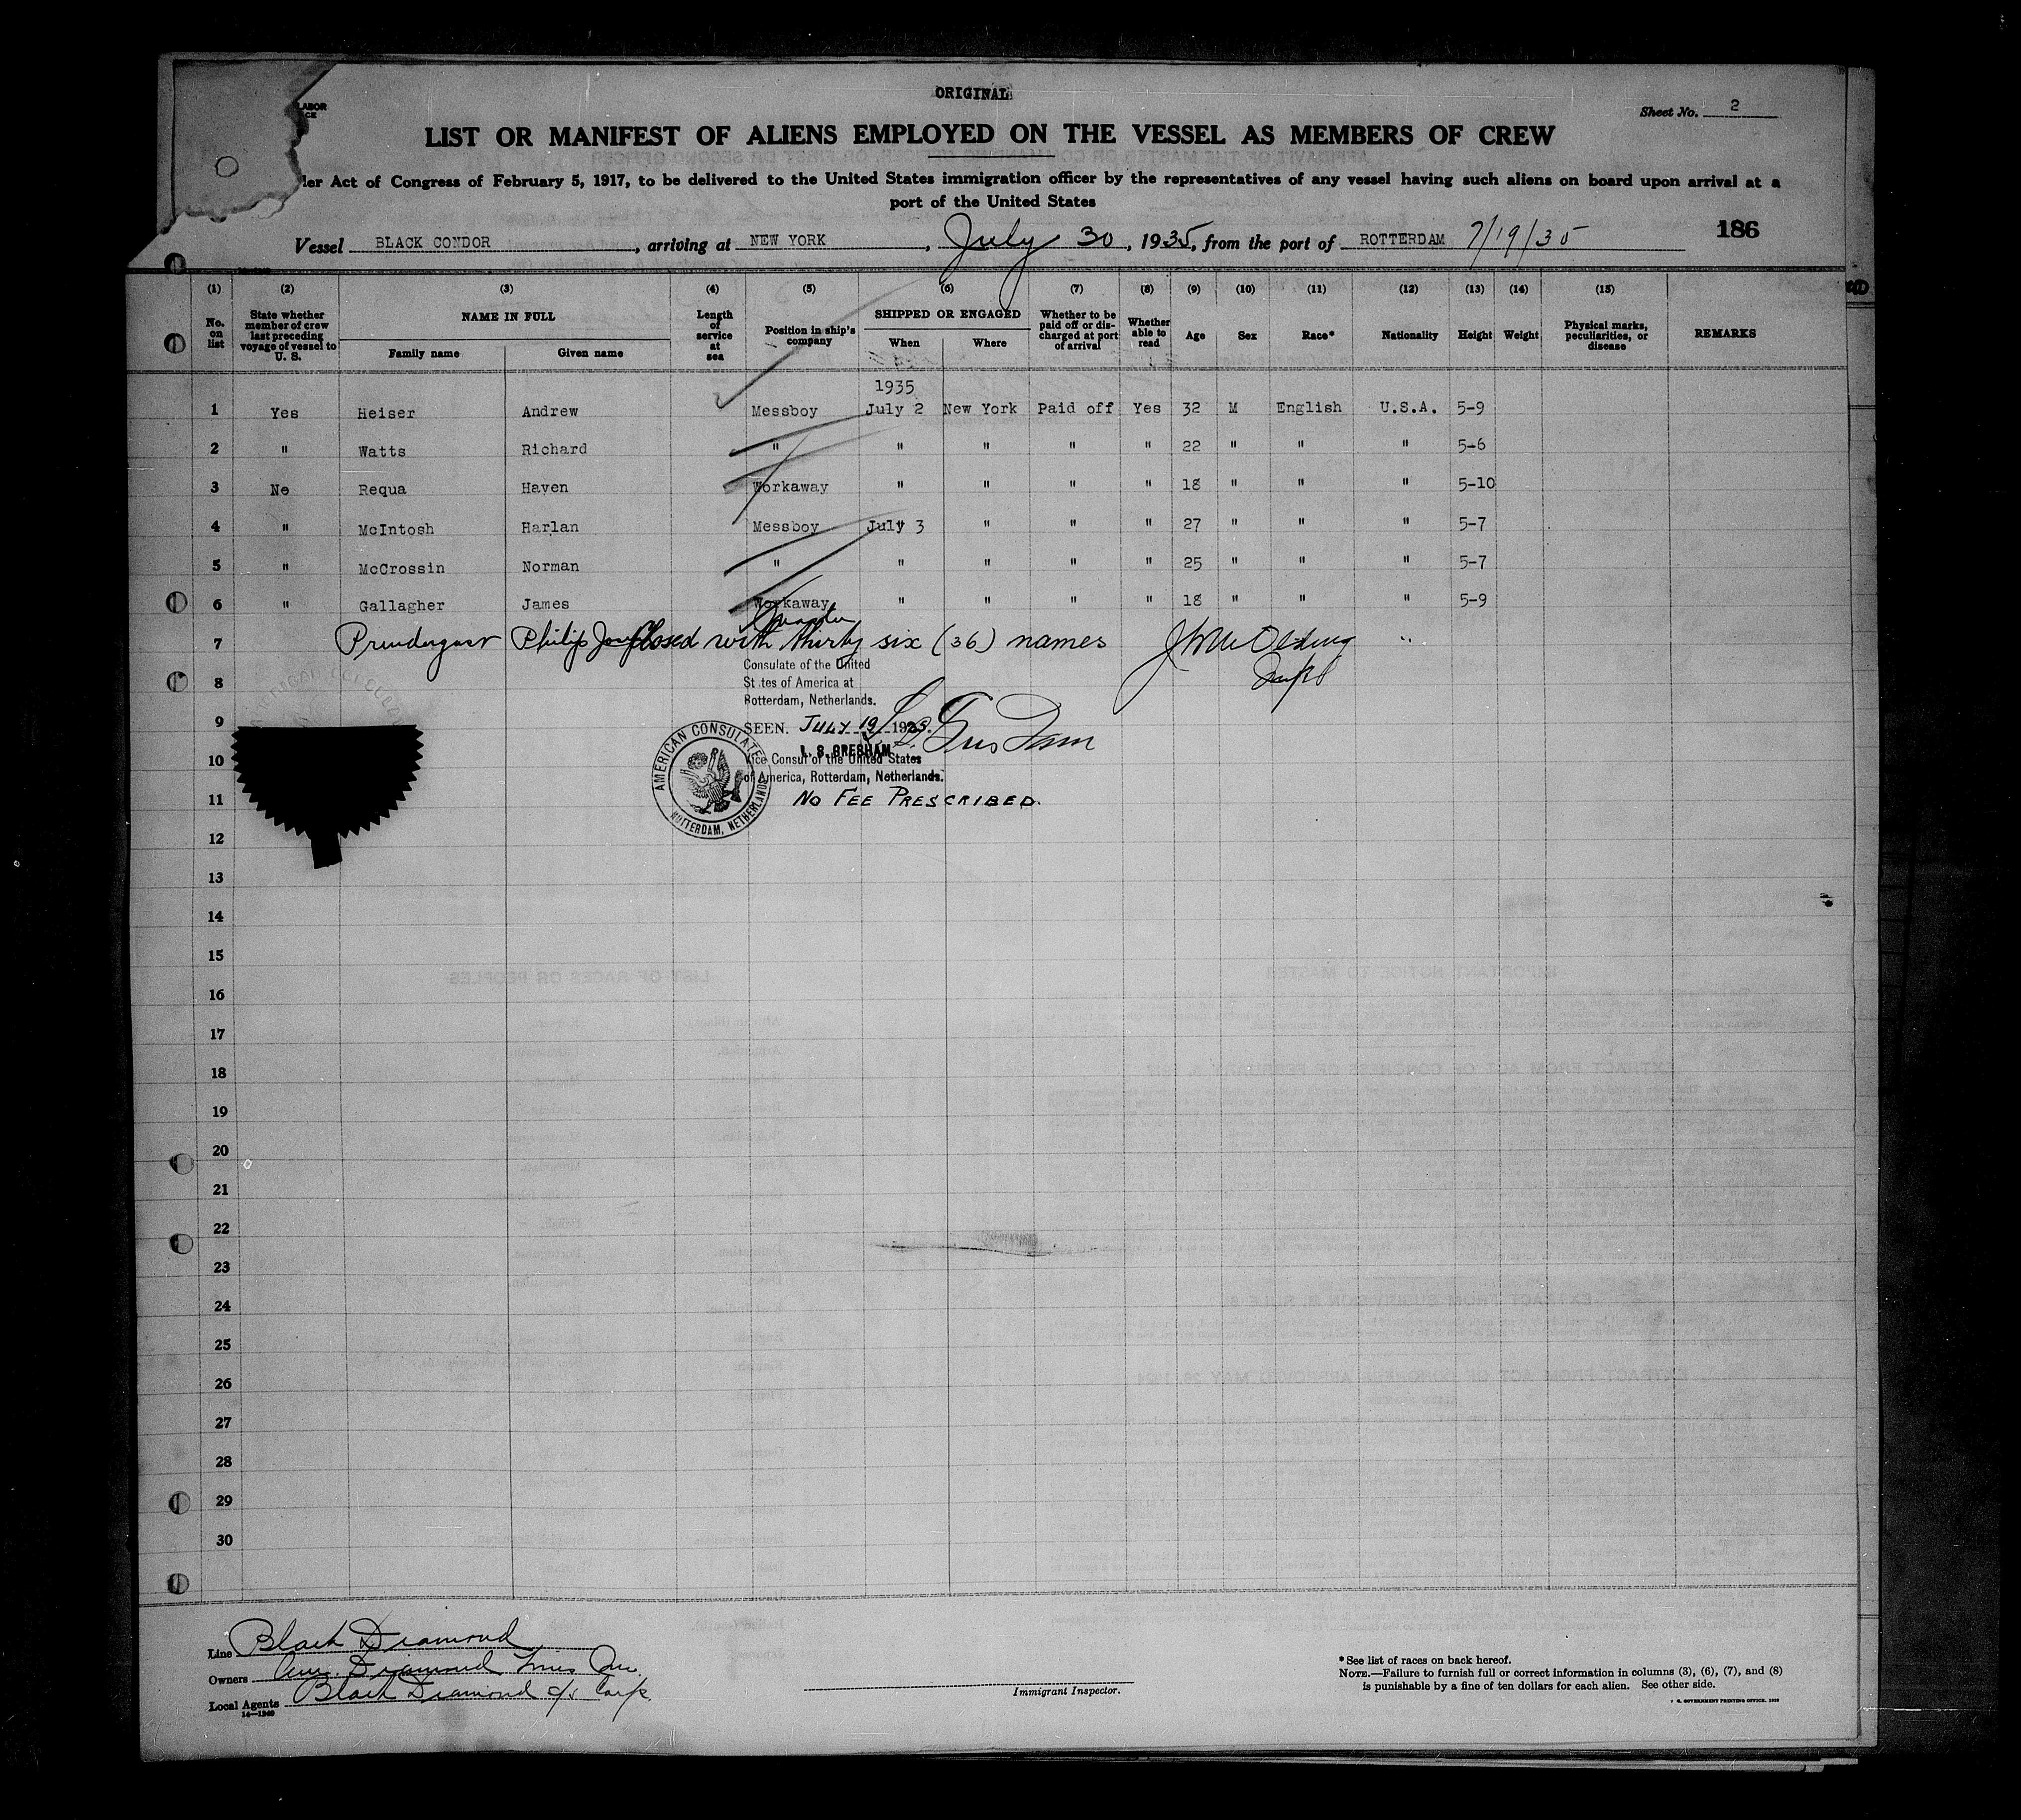 LABOR
CE
ORIGINAL
Sheet No. 2
LIST OR MANIFEST OF ALIENS EMPLOYED ON THE VESSEL AS MEMBERS OF CREW
der Act of Congress of February 5, 1917, to be delivered to the United States immigration officer by the representatives of any vessel having such aliens on board upon arrival at a
port of the United States
186
Vessel BLACK CONDOR, arriving at NEW YORK, July 30, 1935, from the port of ROTTERDAM 7/19/35
(1) (2) (3) (4) (5) (6) (7) (8) (9) (10) (11) (12) (13) (14) (15)
No. on list State whether member of crew last preceding voyage of vessel to U. S. NAME IN FULL Family name Given name Length of service at sea Position in ship's company SHIPPED OR ENGAGED When Where Whether to be paid off or discharged at port of arrival Whether able to read Age Sex Race* Nationality Height Weight Physical marks, peculiarities, or disease REMARKS
1935
1 Yes Heiser Andrew Messboy July 2 New York Paid off Yes 32 M English U.S.A. 5-9
2 " Watts Richard " " " " " 22 " " " 5-6
3 No Requa Haven Workaway " " " " 18 " " " 5-10
4 " McIntosh Harlan Messboy July 3 " " " 27 " " " 5-7
5 " McCrossin Norman " " " " " 25 " " " 5-7
6 " Gallagher James Workaway " " " " 18 " " " 5-9
7 Prendergast Philip Closed with thirty six (36) names
8
9
10
11
12
13
14
15
16
17
18
19
20
21
22
23
24
25
26
27
28
29
30
Consulate of the United
States of America at
Rotterdam, Netherlands.
SEEN. JULY 19 1935.
L. S. GRESHAM
Vice Consul of the United States
of America, Rotterdam, Netherlands.
NO FEE PRESCRIBED.
AMERICAN CONSULATE
ROTTERDAM, NETHERLANDS
Line Black Diamond
Owners Am. Diamond Lines Inc.
Local Agents Black Diamond S/S Corp.
14—1240
Immigrant Inspector.
* See list of races on back hereof.
NOTE.—Failure to furnish full or correct information in columns (3), (6), (7), and (8)
is punishable by a fine of ten dollars for each alien. See other side.
GOVERNMENT PRINTING OFFICE